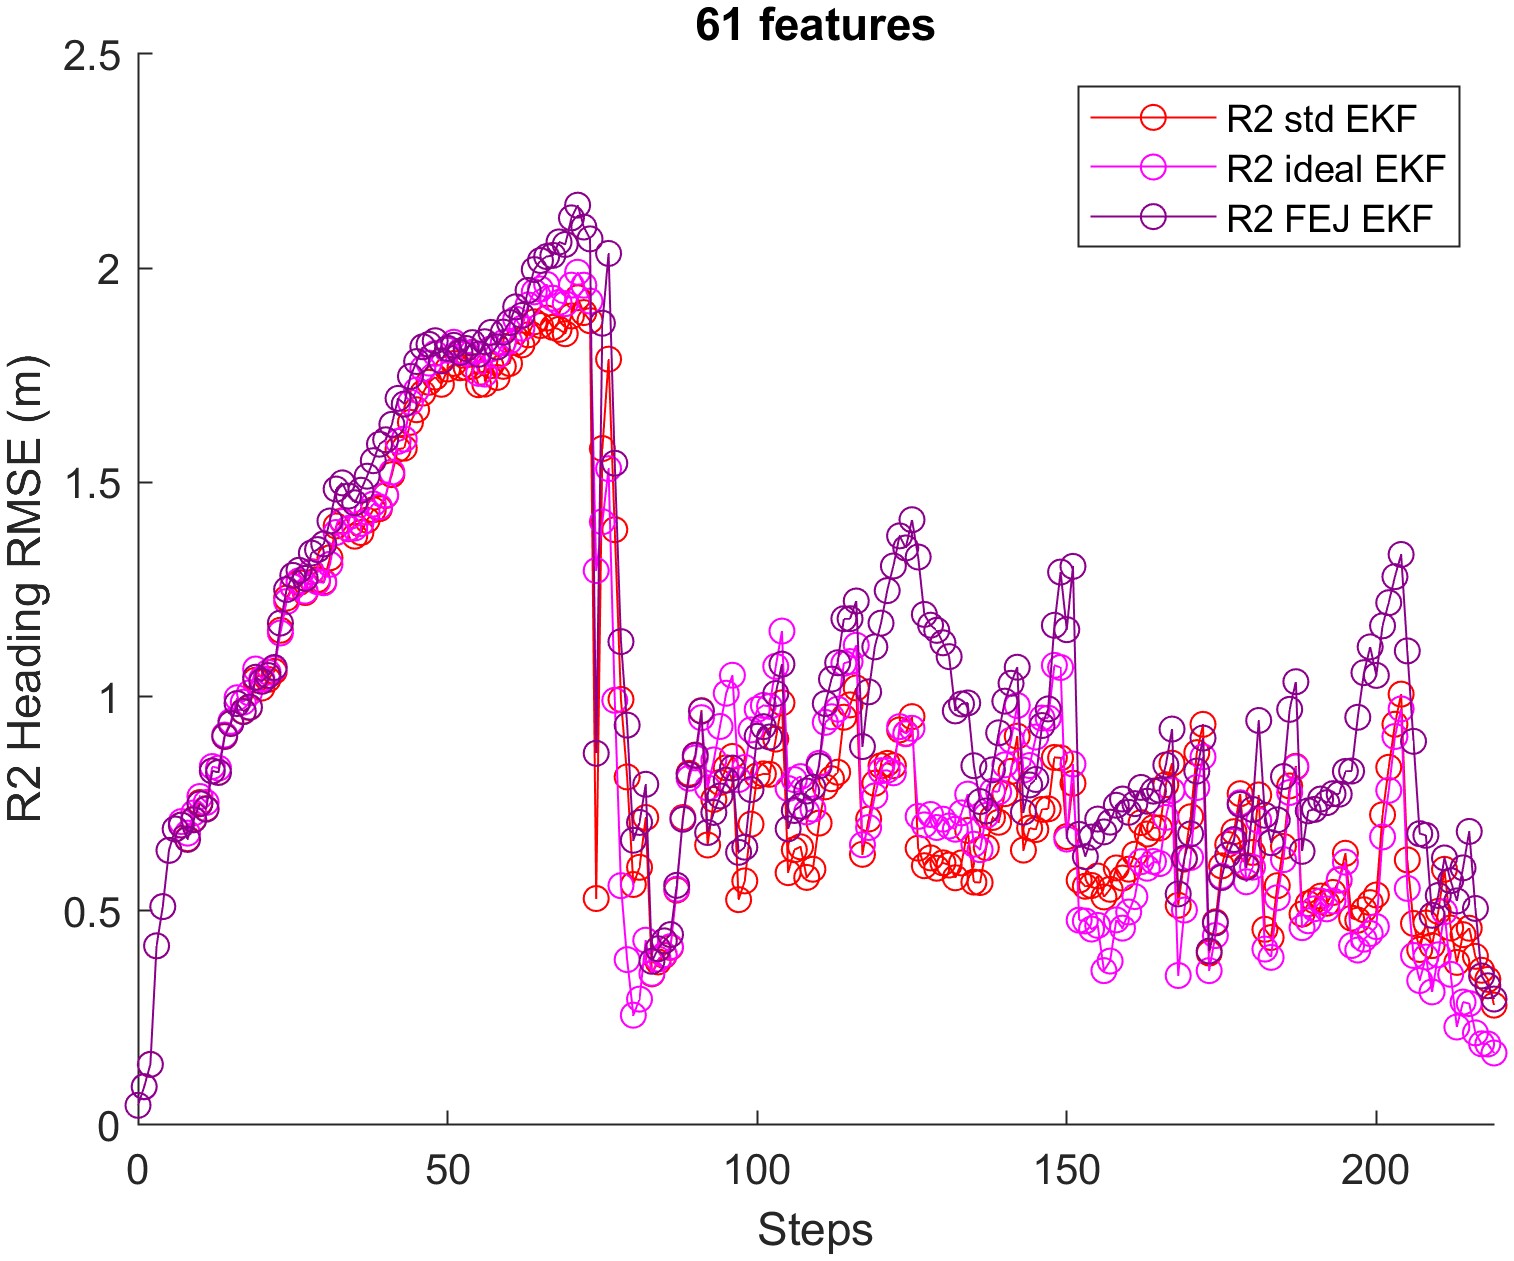 61 features
2.5
2
1.5
1
0.5
0
R2 Heading RMSE (m)
R2 std EKF
R2 ideal EKF
R2 FEJ EKF
0 50 100 150 200
Steps